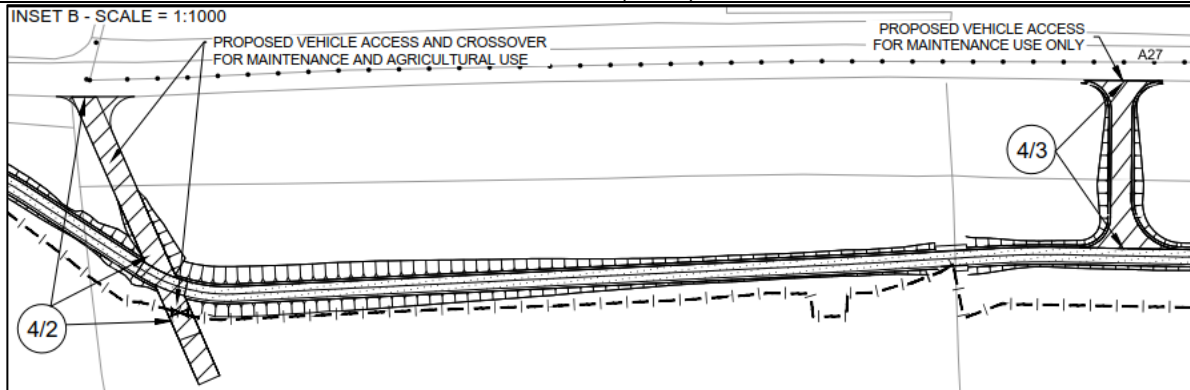 INSET B - SCALE = 1:1000
PROPOSED VEHICLE ACCESS AND CROSSOVER
FOR MAINTENANCE AND AGRICULTURAL USE
PROPOSED VEHICLE ACCESS
FOR MAINTENANCE USE ONLY
A27
4/3
4/2